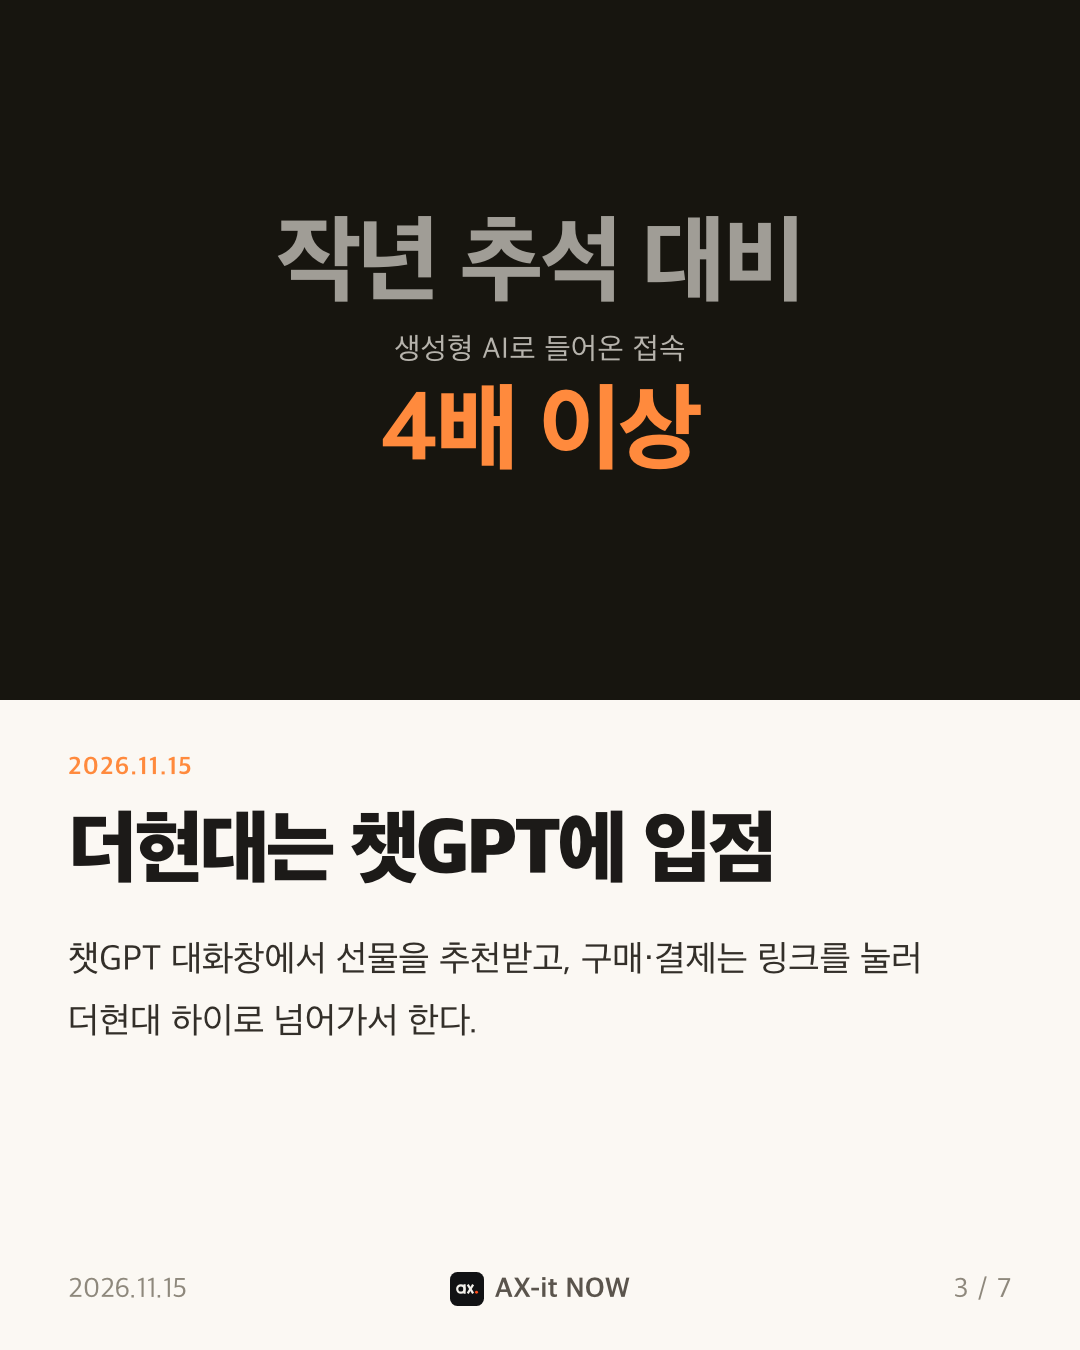 작년 추석 대비
생성형 AI로 들어온 접속
4배 이상
2026.11.15
더현대는 챗GPT에 입점
챗GPT 대화창에서 선물을 추천받고, 구매·결제는 링크를 눌러
더현대 하이로 넘어가서 한다.
2026.11.15
ax.
AX-it NOW
3 / 7